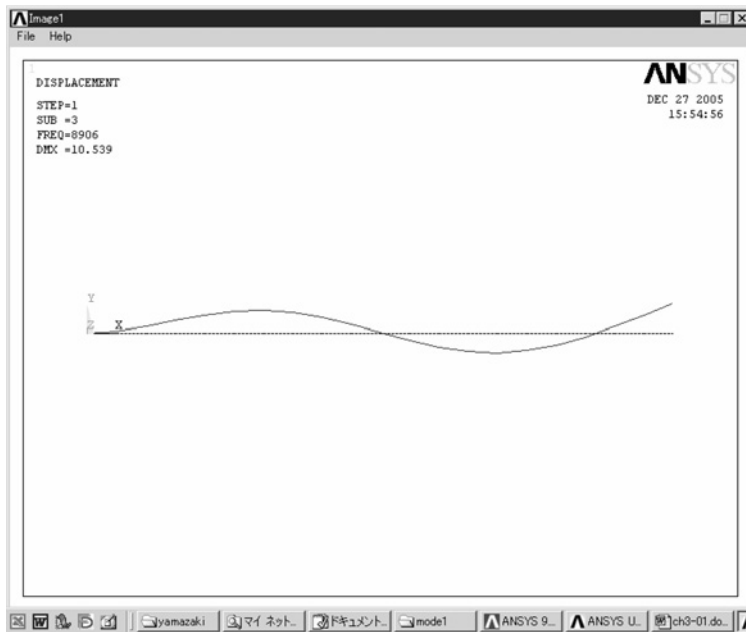 Image1
File Help
1
DISPLACEMENT
STEP=1
SUB =3
FREQ=8906
DMX =10.539
ANSYS
DEC 27 2005
15:54:56
Y
Z X
yamazaki マイ ネット... ドキュメント... mode1 ANSYS 9... ANSYS U... ch3-01.do...